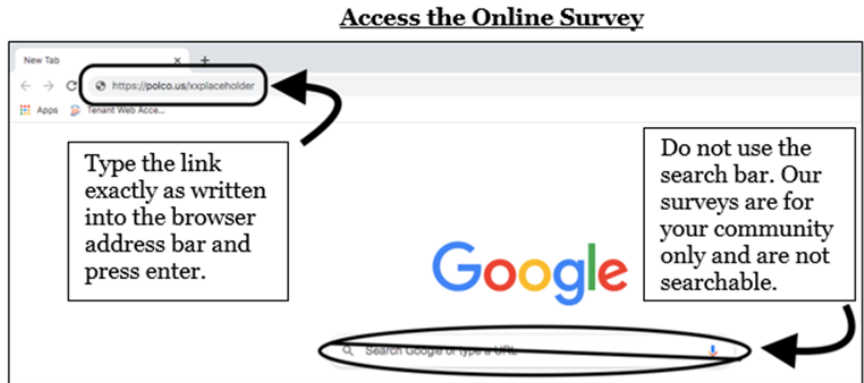 Access the Online Survey
New Tab
https://polco.us/xxplaceholder
Apps Tenant Web Acce...
Type the link
exactly as written
into the browser
address bar and
press enter.
Do not use the
search bar. Our
surveys are for
your community
only and are not
searchable.
Google
Search Google or type a URL